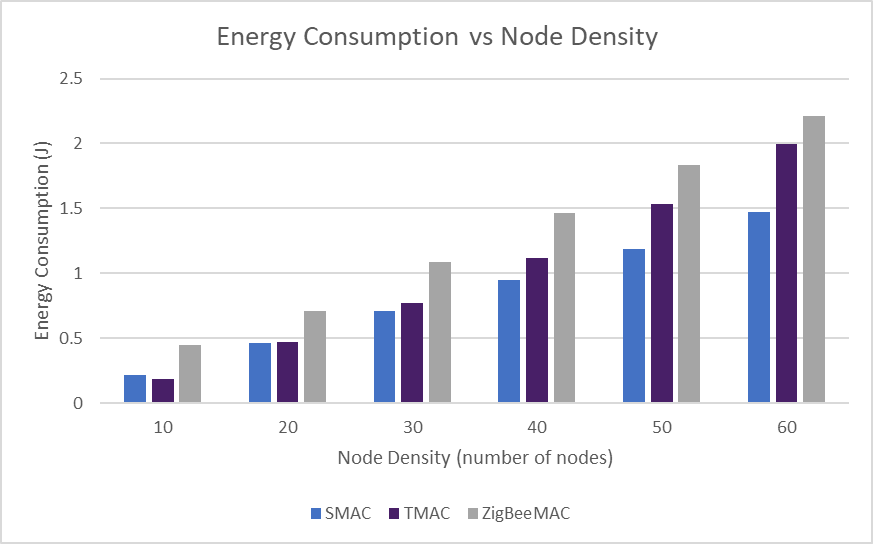 Energy Consumption vs Node Density
2.5
2
1.5
1
0.5
0
Energy Consumption (J)
10 20 30 40 50 60
Node Density (number of nodes)
SMAC TMAC ZigBeeMAC